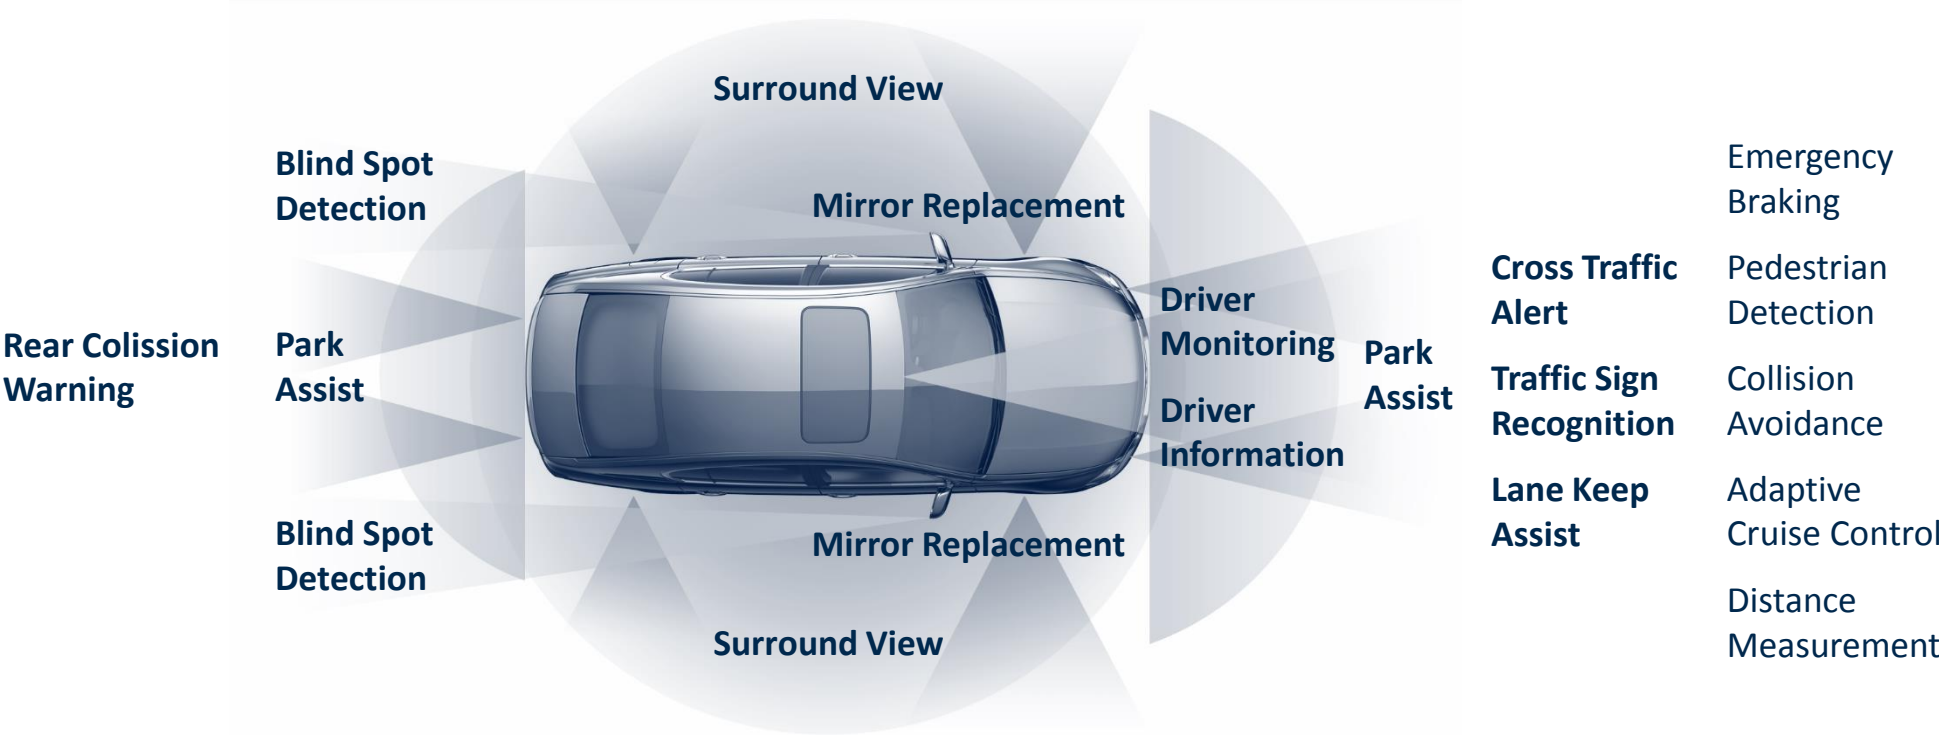 Surround View
Blind Spot
Detection
Mirror Replacement
Rear Colission
Warning
Park
Assist
Driver
Monitoring
Driver
Information
Park
Assist
Blind Spot
Detection
Mirror Replacement
Surround View
Cross Traffic
Alert
Traffic Sign
Recognition
Lane Keep
Assist
Emergency
Braking
Pedestrian
Detection
Collision
Avoidance
Adaptive
Cruise Control
Distance
Measurement